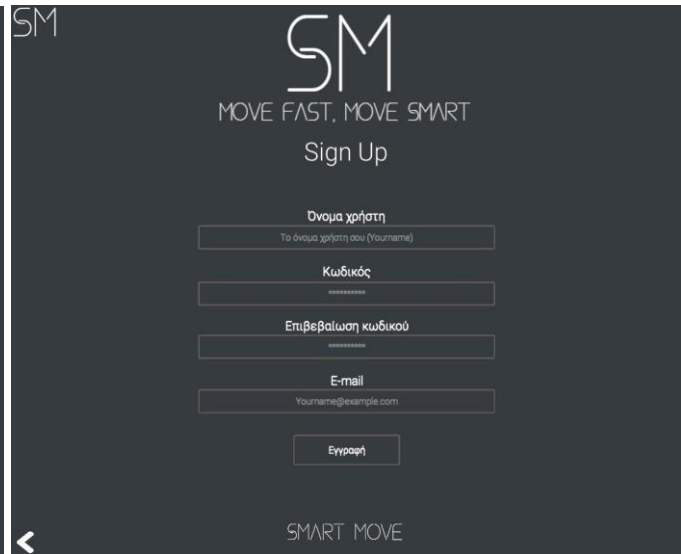 SM
SM
MOVE FAST, MOVE SMART
Sign Up
Όνομα χρήστη
Το όνομα χρήστη σου (Yourname)
Κωδικός
**********
Επιβεβαίωση κωδικού
**********
E-mail
Yourname@example.com
Εγγραφή
SMART MOVE